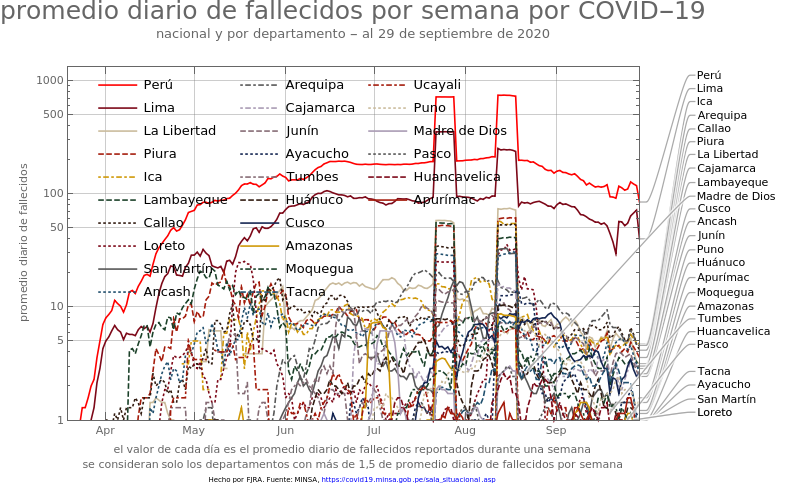 promedio diario de fallecidos por semana por COVID−19
nacional y por departamento − al 29 de septiembre de 2020
promedio diario de fallecidos
1000
500
100
50
10
5
1
Apr May Jun Jul Aug Sep
Perú
Lima
La Libertad
Piura
Ica
Lambayeque
Callao
Loreto
San Martín
Ancash
Arequipa
Cajamarca
Junín
Ayacucho
Tumbes
Huánuco
Cusco
Amazonas
Moquegua
Tacna
Ucayali
Puno
Madre de Dios
Pasco
Huancavelica
Apurímac
Perú
Lima
Ica
Arequipa
Callao
Piura
La Libertad
Cajamarca
Lambayeque
Madre de Dios
Cusco
Ancash
Junín
Puno
Huánuco
Apurímac
Moquegua
Amazonas
Tumbes
Huancavelica
Pasco
Tacna
Ayacucho
San Martín
Loreto
el valor de cada día es el promedio diario de fallecidos reportados durante una semana
se consideran solo los departamentos con más de 1,5 de promedio diario de fallecidos por semana
Hecho por FJRA. Fuente: MINSA, https://covid19.minsa.gob.pe/sala_situacional.asp